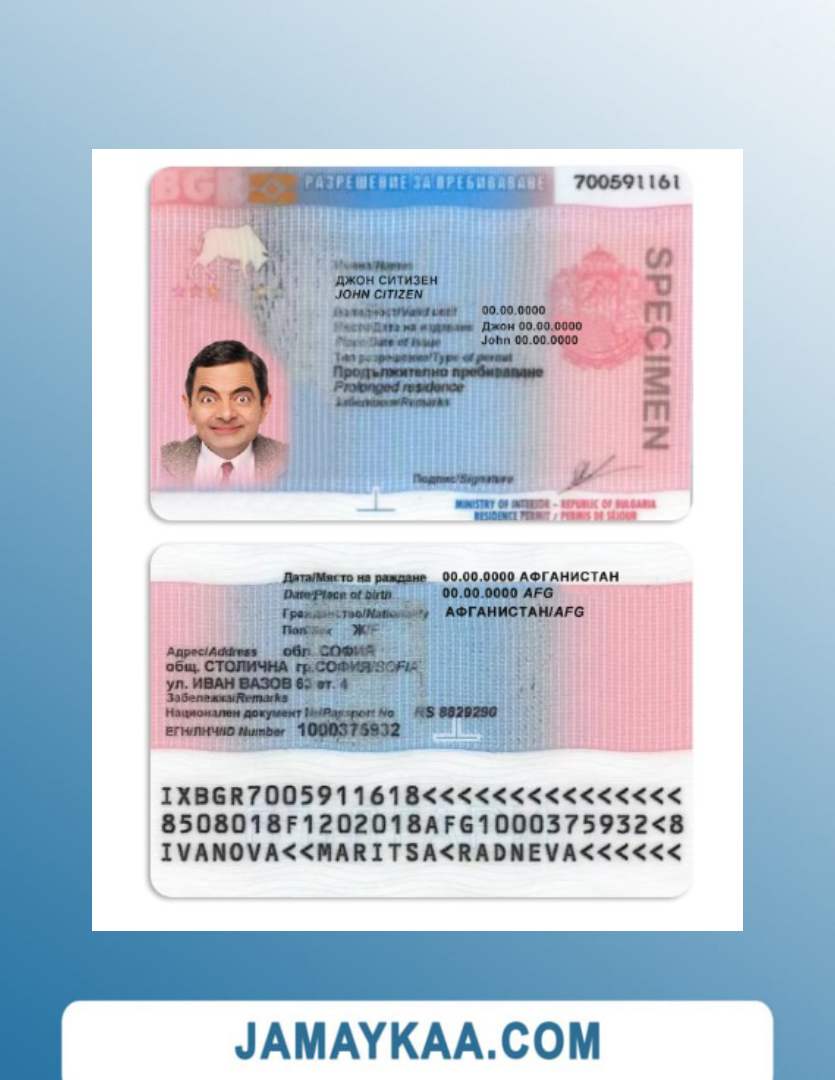 BGR РАЗРЕШЕНИЕ ЗА ПРЕБИВАВАНЕ 700591161
Имена/Names
ДЖОН СИТИЗЕН
JOHN CITIZEN
Валидност/Valid until 00.00.0000
Място/Дата на издаване Джон 00.00.0000
Place/Date of issue John 00.00.0000
Тип разрешение/Type of permit
Продължително пребиваване
Prolonged residence
Забележки/Remarks
SPECIMEN
Подпис/Signature
MINISTRY OF INTERIOR – REPUBLIC OF BULGARIA
RESIDENCE PERMIT / PERMIS DE SÉJOUR
Дата/Място на раждане 00.00.0000 АФГАНИСТАН
Date/Place of birth 00.00.0000 AFG
Гражданство/Nationality АФГАНИСТАН/AFG
Пол/Sex Ж/F
Адрес/Address обл. СОФИЯ
общ. СТОЛИЧНА гр.СОФИЯ/SOFIA
ул. ИВАН ВАЗОВ 63 ет. 4
Забележки/Remarks
Национален документ №/Passport No RS 8829290
ЕГН/ЛНЧ/ID Number 1000375932
IXBGR7005911618<<<<<<<<<<<<<<<
8508018F1202018AFG1000375932<8
IVANOVA<<MARITSA<RADNEVA<<<<<<
JAMAYKAA.COM